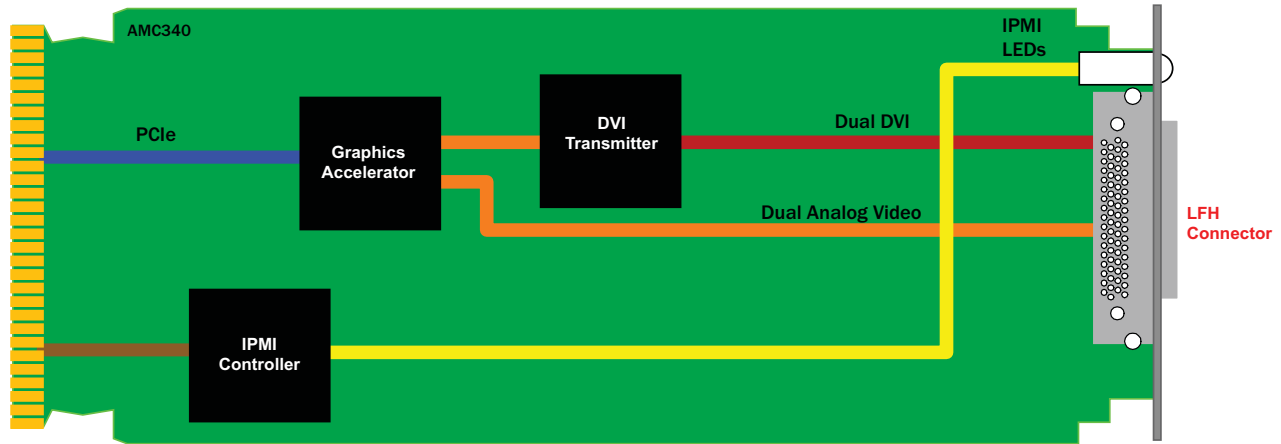 AMC340
IPMI
LEDs
PCIe
Graphics
Accelerator
DVI
Transmitter
Dual DVI
Dual Analog Video
LFH
Connector
IPMI
Controller